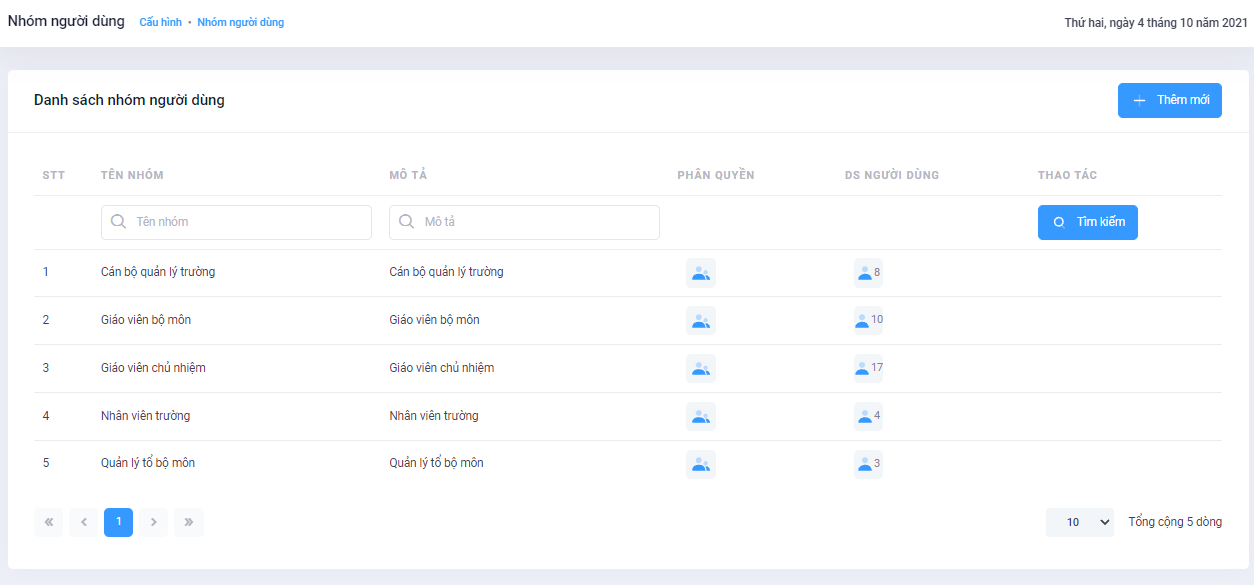 Nhóm người dùng Cấu hình • Nhóm người dùng Thứ hai, ngày 4 tháng 10 năm 2021
Danh sách nhóm người dùng Thêm mới
STT TÊN NHÓM MÔ TẢ PHÂN QUYỀN DS NGƯỜI DÙNG THAO TÁC
Tên nhóm Mô tả Tìm kiếm
1 Cán bộ quản lý trường Cán bộ quản lý trường 8
2 Giáo viên bộ môn Giáo viên bộ môn 10
3 Giáo viên chủ nhiệm Giáo viên chủ nhiệm 17
4 Nhân viên trường Nhân viên trường 4
5 Quản lý tổ bộ môn Quản lý tổ bộ môn 3
« ‹ 1 › » 10 Tổng cộng 5 dòng